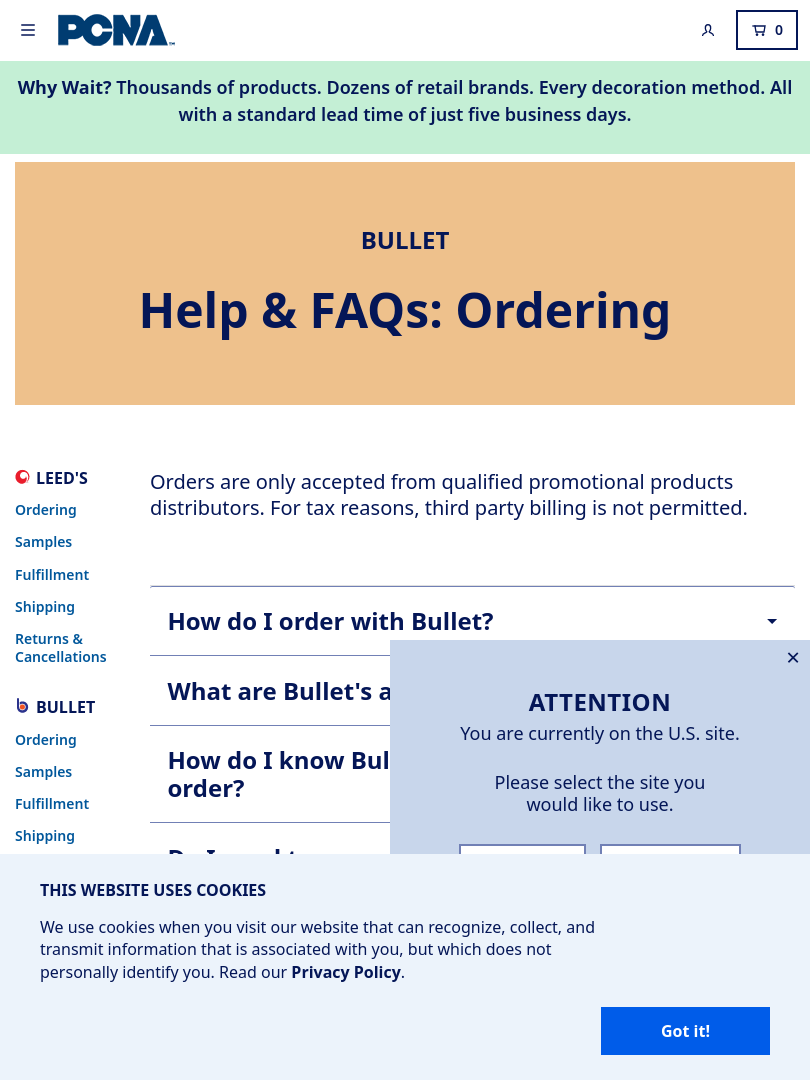 PCNA
0
Why Wait? Thousands of products. Dozens of retail brands. Every decoration method. All
with a standard lead time of just five business days.
BULLET
Help & FAQs: Ordering
LEED'S
Ordering
Samples
Fulfillment
Shipping
Returns &
Cancellations
BULLET
Ordering
Samples
Fulfillment
Shipping
Orders are only accepted from qualified promotional products
distributors. For tax reasons, third party billing is not permitted.
How do I order with Bullet?
What are Bullet's
How do I know
order?
ATTENTION
You are currently on the U.S. site.
Please select the site you
would like to use.
THIS WEBSITE USES COOKIES
We use cookies when you visit our website that can recognize, collect, and
transmit information that is associated with you, but which does not
personally identify you. Read our Privacy Policy.
Got it!